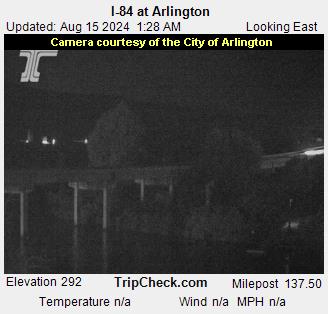 I-84 at Arlington
Updated: Aug 15 2024 1:28 AM Looking East
Camera courtesy of the City of Arlington
Elevation 292 TripCheck.com Milepost 137.50
Temperature n/a Wind n/a MPH n/a